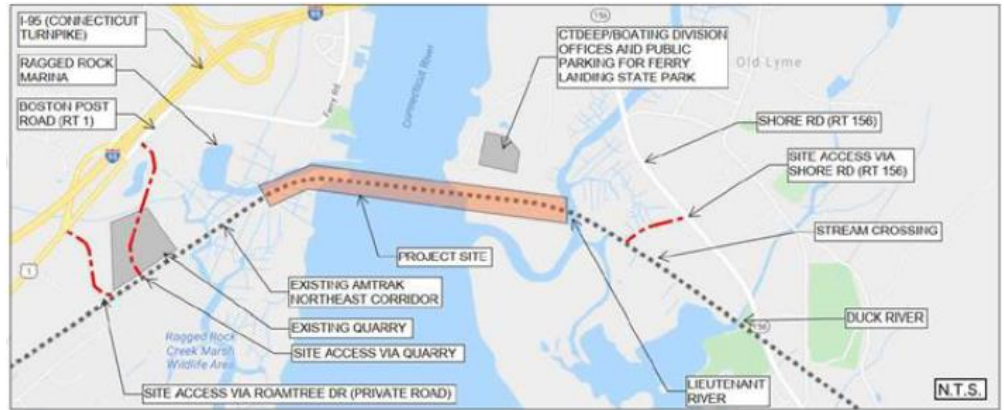 I-95 (CONNECTICUT
TURNPIKE)
RAGGED ROCK
MARINA
BOSTON POST
ROAD (RT 1)
95
95
1
Ferry Rd
Connecticut River
156
CTDEEP/BOATING DIVISION
OFFICES AND PUBLIC
PARKING FOR FERRY
LANDING STATE PARK
Old Lyme
SHORE RD (RT 156)
SITE ACCESS VIA
SHORE RD (RT 156)
STREAM CROSSING
PROJECT SITE
EXISTING AMTRAK
NORTHEAST CORRIDOR
EXISTING QUARRY
SITE ACCESS VIA QUARRY
Ragged Rock
Creek Marsh
Wildlife Area
SITE ACCESS VIA ROAMTREE DR (PRIVATE ROAD)
156
DUCK RIVER
LIEUTENANT
RIVER
N.T.S.